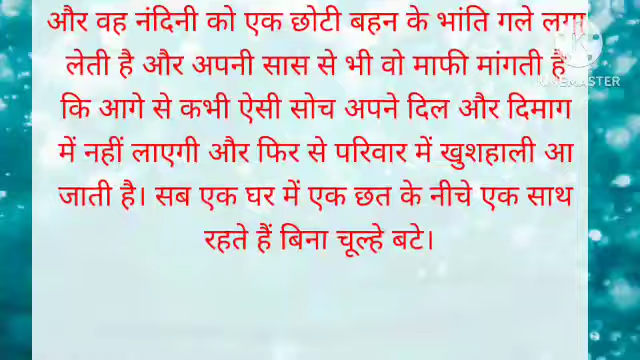 और वह नंदिनी को एक छोटी बहन के भांति गले लगा
लेती है और अपनी सास से भी वो माफी मांगती है
KINEMASTER
कि आगे से कभी ऐसी सोच अपने दिल और दिमाग
में नहीं लाएगी और फिर से परिवार में खुशहाली आ
जाती है। सब एक घर में एक छत के नीचे एक साथ
रहते हैं बिना चूल्हे बटे।